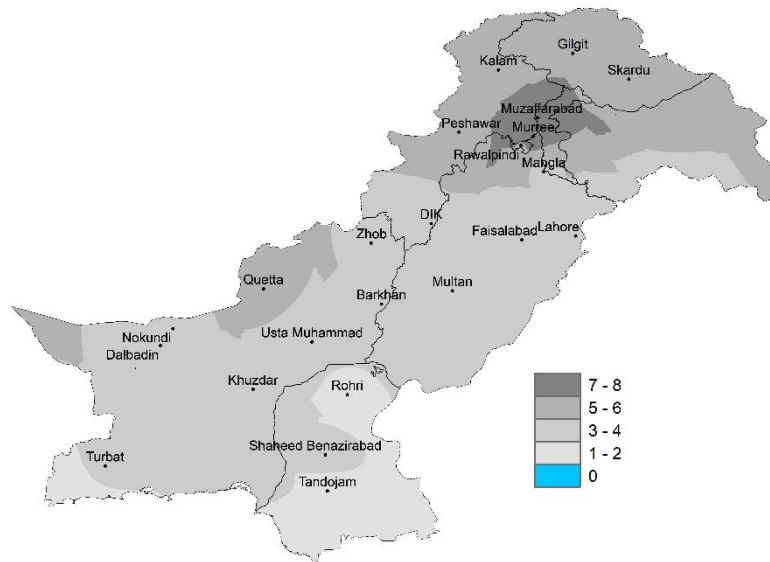 Gilgit
Kalam
Skardu
Muzaffarabad
Peshawar
Murree
Rawalpindi
Mangla
DIK
Zhob
Faisalabad
Lahore
Quetta
Multan
Barkhan
Nokundi
Usta Muhammad
Dalbadin
Khuzdar
Rohri
Shaheed Benazirabad
Turbat
Tandojam
7 - 8
5 - 6
3 - 4
1 - 2
0